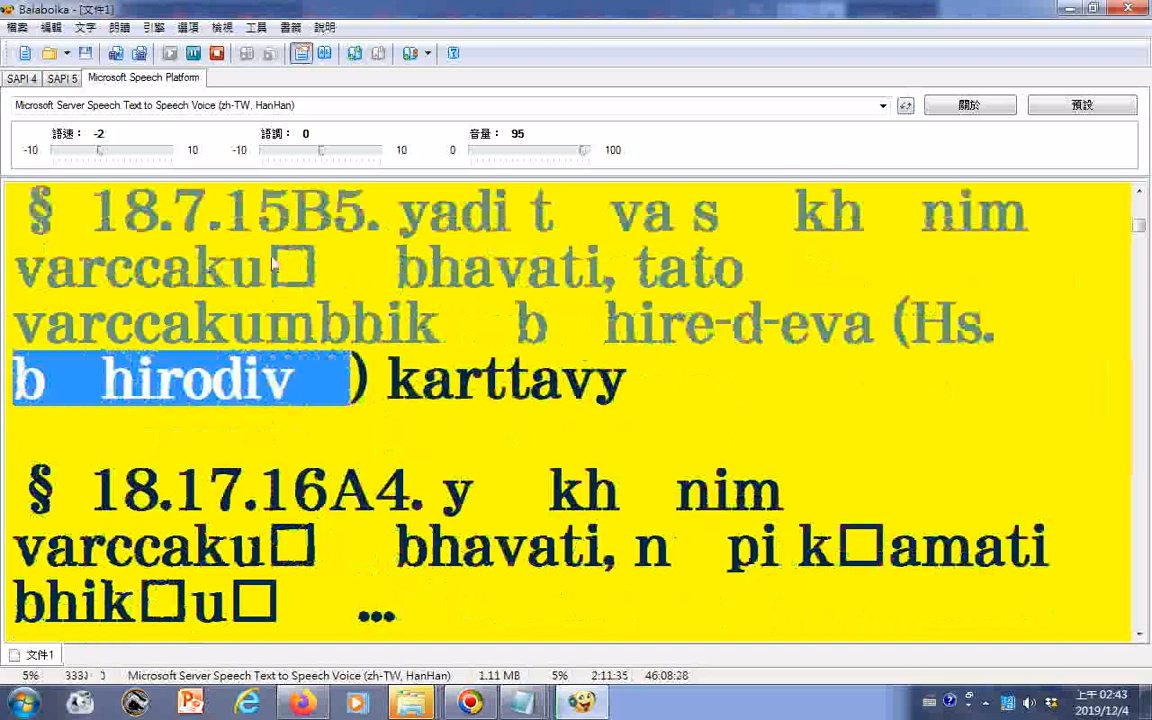 Balabolka - [文件1]
檔案 編輯 文字 朗讀 引擎 選項 檢視 工具 書籤 說明
SAPI 4 SAPI 5 Microsoft Speech Platform
Microsoft Server Speech Text to Speech Voice (zh-TW, HanHan) 關於 預設
語速： -2 語調： 0 音量： 95
-10 10 -10 10 0 100
§ 18.7.15B5. yadi t va s kh nim
varccaku□ bhavati, tato
varccakumbhik b hire-d-eva (Hs.
b hirodiv ) karttavy
§ 18.17.16A4. y kh nim
varccaku□ bhavati, n pi k□amati
bhik□u□ ...
文件1
5% Microsoft Server Speech Text to Speech Voice (zh-TW, HanHan) 1.11 MB 5% 2:11:35 46:08:28
上午 02:43
2019/12/4